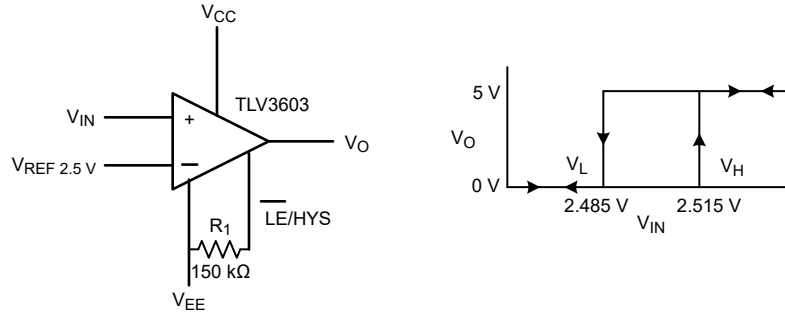 VCC
TLV3603
VIN
+
VREF 2.5 V
−
VO
LE/HYS
R1
150 kΩ
VEE
5 V
VO
VL
VH
0 V
2.485 V
2.515 V
VIN